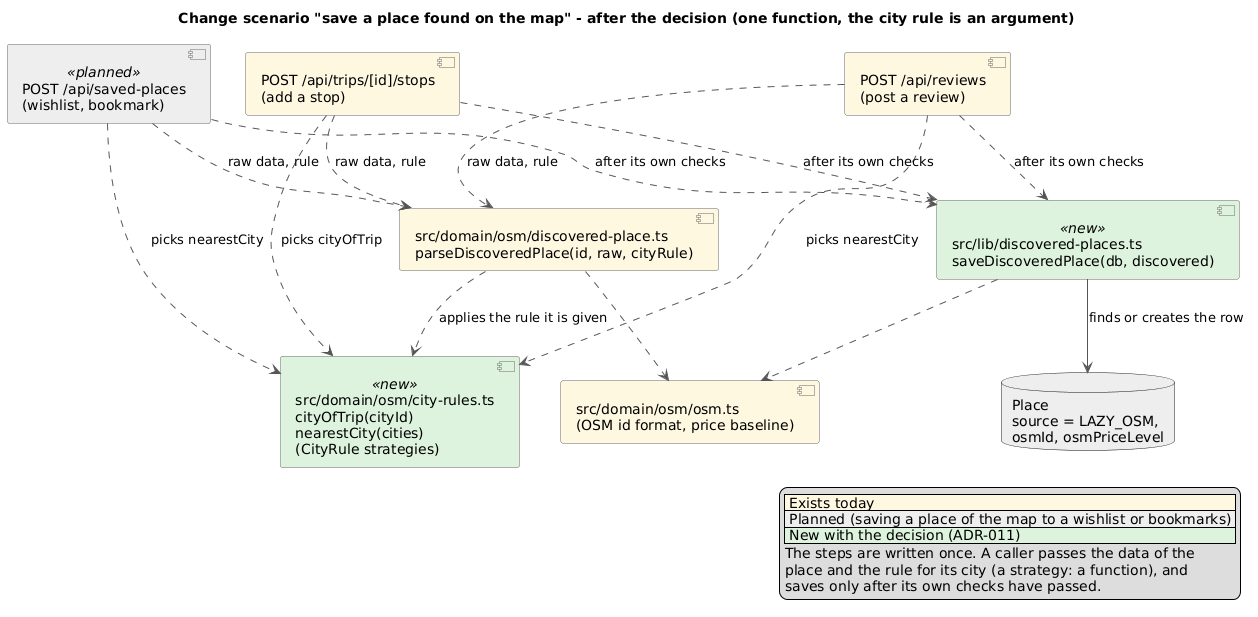 Change scenario "save a place found on the map" - after the decision (one function, the city rule is an argument)
«planned»
POST /api/saved-places
(wishlist, bookmark)
POST /api/trips/[id]/stops
(add a stop)
POST /api/reviews
(post a review)
raw data, rule
raw data, rule
raw data, rule
after its own checks
after its own checks
after its own checks
picks nearestCity
picks cityOfTrip
src/domain/osm/discovered-place.ts
parseDiscoveredPlace(id, raw, cityRule)
picks nearestCity
«new»
src/lib/discovered-places.ts
saveDiscoveredPlace(db, discovered)
applies the rule it is given
finds or creates the row
«new»
src/domain/osm/city-rules.ts
cityOfTrip(cityId)
nearestCity(cities)
(CityRule strategies)
src/domain/osm/osm.ts
(OSM id format, price baseline)
Place
source = LAZY_OSM,
osmId, osmPriceLevel
Exists today
Planned (saving a place of the map to a wishlist or bookmarks)
New with the decision (ADR-011)
The steps are written once. A caller passes the data of the
place and the rule for its city (a strategy: a function), and
saves only after its own checks have passed.